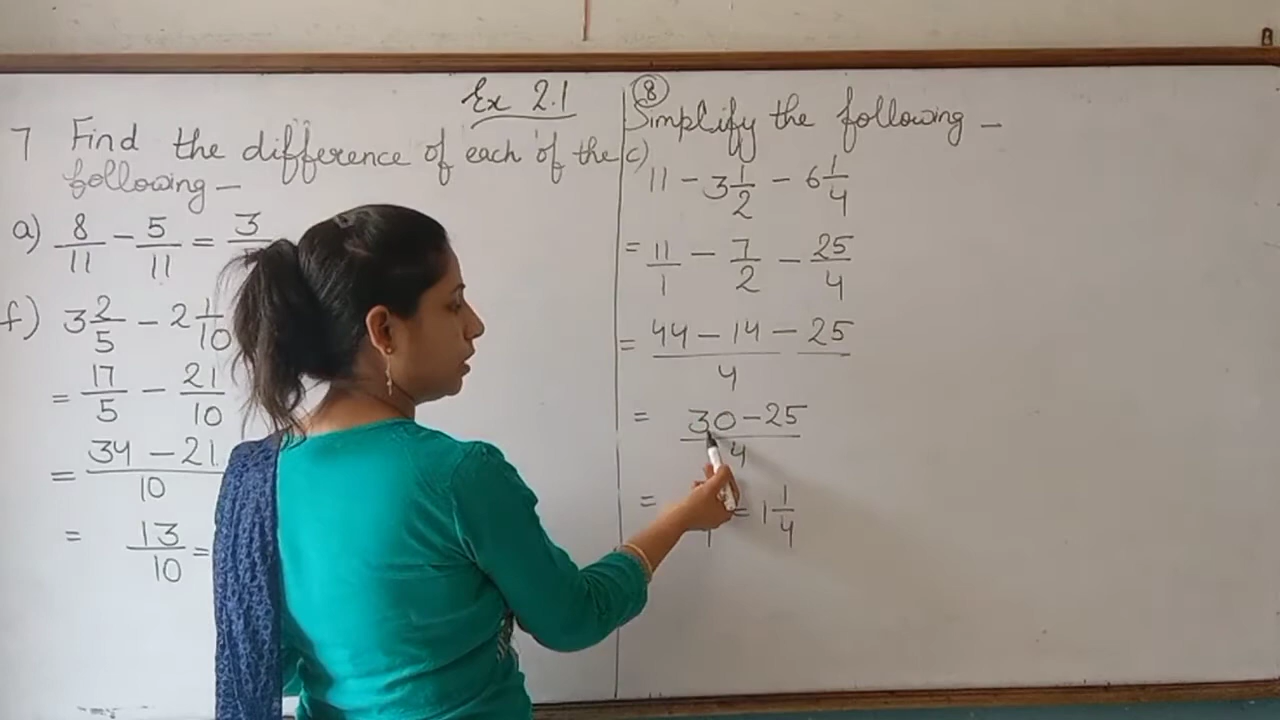 Ex 2.1
7 Find the difference of each of the
following -
a) 8/11 - 5/11 = 3/
f) 3 2/5 - 2 1/10
= 17/5 - 21/10
= 34 - 21 / 10
= 13/10 =
8
Simplify the following -
c)
11 - 3 1/2 - 6 1/4
= 11/1 - 7/2 - 25/4
= 44 - 14 - 25 / 4
= 30 - 25 / 4
= = 1 1/4